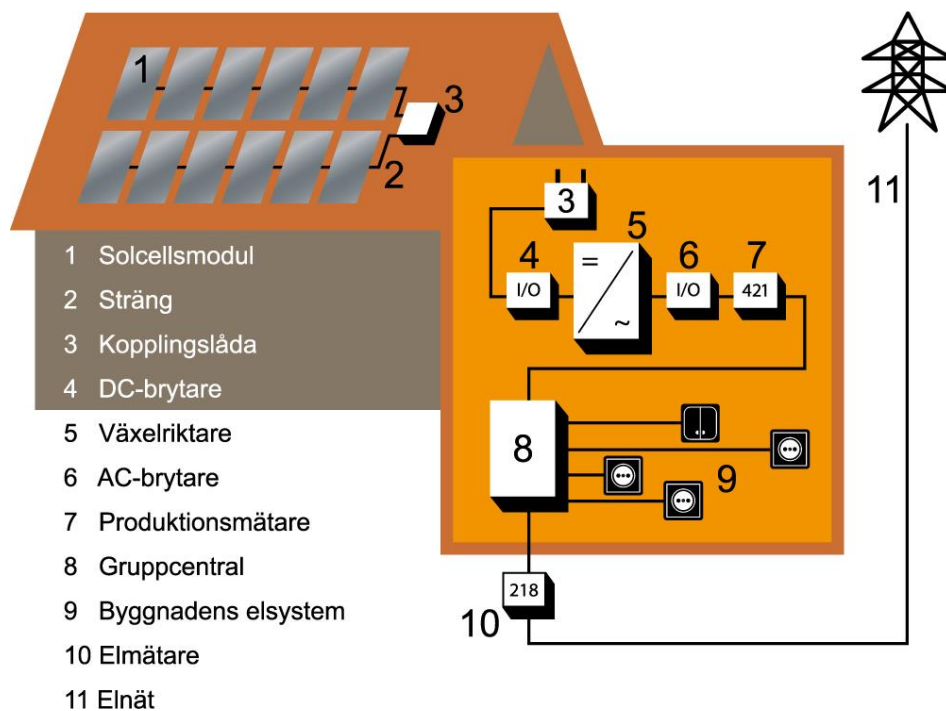 1
3
2
11
3
4
5
6
7
I/O
=
~
I/O
421
8
9
218
10
1 Solcellsmodul
2 Sträng
3 Kopplingslåda
4 DC-brytare
5 Växelriktare
6 AC-brytare
7 Produktionsmätare
8 Gruppcentral
9 Byggnadens elsystem
10 Elmätare
11 Elnät